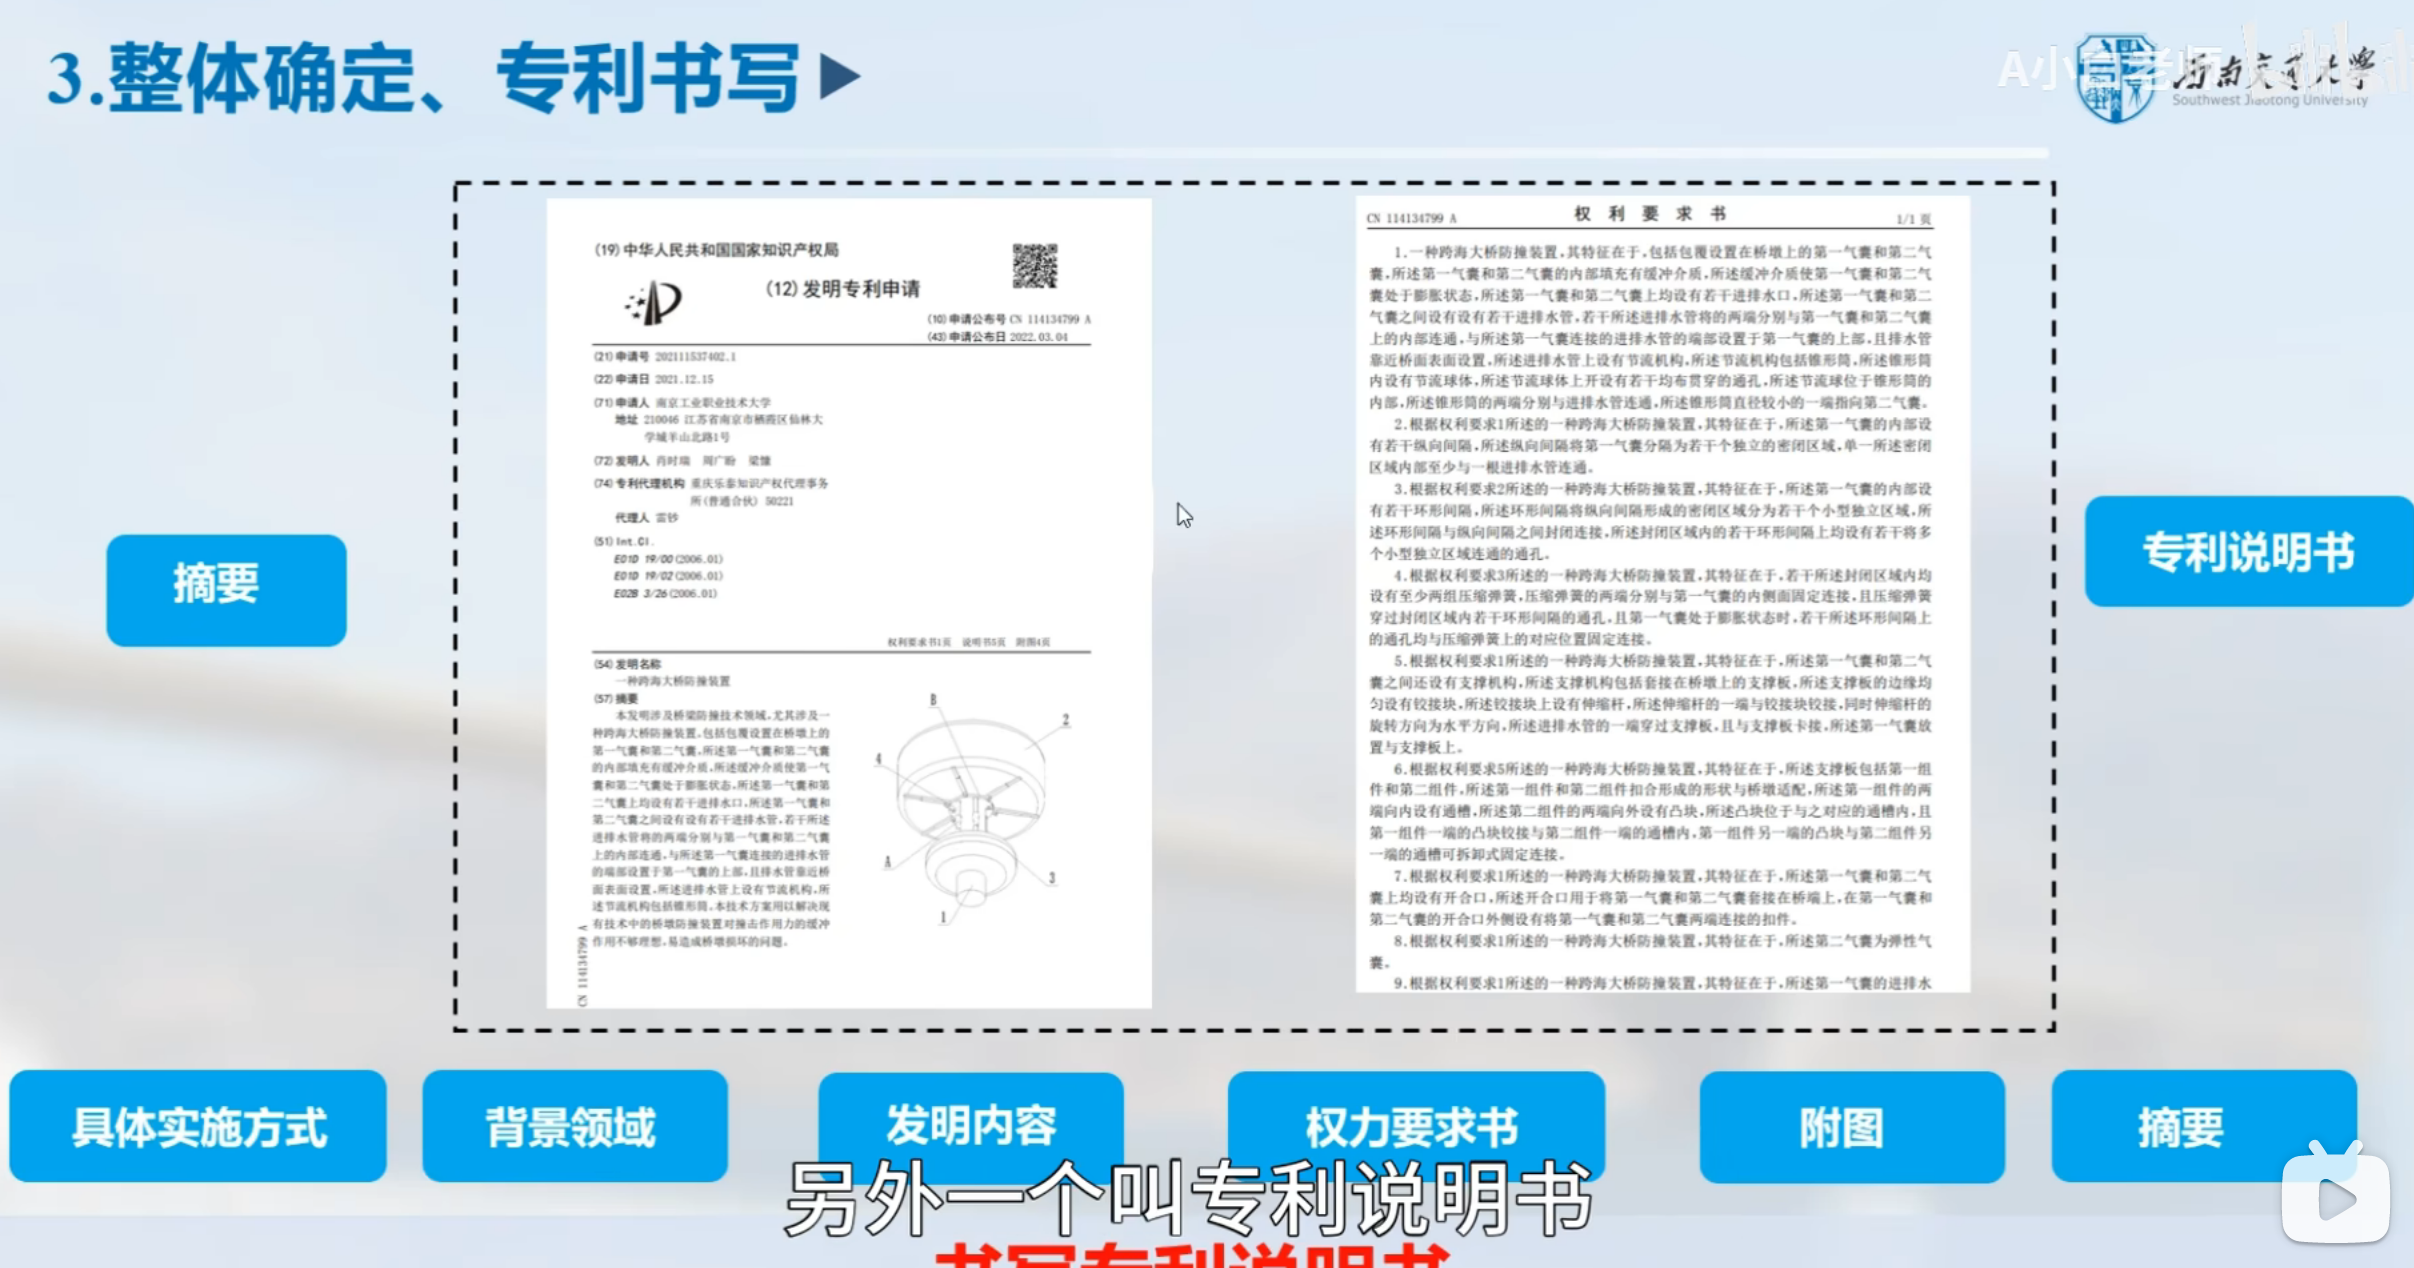 3.整体确定、专利书写
A小白老师
西南交通大学
Southwest Jiaotong University
(19)中华人民共和国国家知识产权局
(12)发明专利申请
(10)申请公布号 CN 114134799 A
(43)申请公布日 2022.03.04
(21)申请号 202111537402.1
(22)申请日 2021.12.15
(71)申请人 南京工业职业技术大学
地址 210046 江苏省南京市栖霞区仙林大
学城羊山北路1号
(72)发明人 肖时瑞 周广盼 梁慷
(74)专利代理机构 重庆乐泰知识产权代理事务
所(普通合伙) 50221
代理人 雷钞
(51)Int.Cl.
E01D 19/00(2006.01)
E01D 19/02(2006.01)
E02B 3/26(2006.01)
权利要求书1页 说明书5页 附图4页
(54)发明名称
一种跨海大桥防撞装置
(57)摘要
本发明涉及桥梁防撞技术领域,尤其涉及一
种跨海大桥防撞装置,包括包覆设置在桥墩上的
第一气囊和第二气囊,所述第一气囊和第二气囊
的内部填充有缓冲介质,所述缓冲介质使第一气
囊和第二气囊处于膨胀状态,所述第一气囊和第
二气囊上均设有若干进排水口,所述第一气囊和
第二气囊之间设有设有若干进排水管,若干所述
进排水管将的两端分别与第一气囊和第二气囊
上的内部连通,与所述第一气囊连接的进排水管
的端部设置于第一气囊的上部,且排水管靠近桥
面表面设置,所述进排水管上设有节流机构,所
述节流机构包括锥形筒,本技术方案用以解决现
有技术中的桥墩防撞装置对撞击作用力的缓冲
作用不够理想,易造成桥墩损坏的问题。
CN 114134799 A
B
2
4
A
3
1
CN 114134799 A
权利要求书
1/1 页
1.一种跨海大桥防撞装置,其特征在于,包括包覆设置在桥墩上的第一气囊和第二气
囊,所述第一气囊和第二气囊的内部填充有缓冲介质,所述缓冲介质使第一气囊和第二气
囊处于膨胀状态,所述第一气囊和第二气囊上均设有若干进排水口,所述第一气囊和第二
气囊之间设有设有若干进排水管,若干所述进排水管将的两端分别与第一气囊和第二气囊
上的内部连通,与所述第一气囊连接的进排水管的端部设置于第一气囊的上部,且排水管
靠近桥面表面设置,所述进排水管上设有节流机构,所述节流机构包括锥形筒,所述锥形筒
内设有节流球体,所述节流球体上开设有若干均布贯穿的通孔,所述节流球位于锥形筒的
内部,所述锥形筒的两端分别与进排水管连通,所述锥形筒直径较小的一端指向第二气囊。
2.根据权利要求1所述的一种跨海大桥防撞装置,其特征在于,所述第一气囊的内部设
有若干纵向间隔,所述纵向间隔将第一气囊分隔为若干个独立的密闭区域,单一所述密闭
区域内部至少与一根进排水管连通。
3.根据权利要求2所述的一种跨海大桥防撞装置,其特征在于,所述第一气囊的内部设
有若干环形间隔,所述环形间隔将纵向间隔形成的密闭区域分为若干个小型独立区域,所
述环形间隔与纵向间隔之间封闭连接,所述封闭区域内的若干环形间隔上均设有若干将多
个小型独立区域连通的通孔。
4.根据权利要求3所述的一种跨海大桥防撞装置,其特征在于,若干所述封闭区域内均
设有至少两组压缩弹簧,压缩弹簧的两端分别与第一气囊的内侧面固定连接,且压缩弹簧
穿过封闭区域内若干环形间隔的通孔,且第一气囊处于膨胀状态时,若干所述环形间隔上
的通孔均与压缩弹簧上的对应位置固定连接。
5.根据权利要求1所述的一种跨海大桥防撞装置,其特征在于,所述第一气囊和第二气
囊之间还设有支撑机构,所述支撑机构包括套接在桥墩上的支撑板,所述支撑板的边缘均
匀设有铰接块,所述铰接块上设有伸缩杆,所述伸缩杆的一端与铰接块铰接,同时伸缩杆的
旋转方向为水平方向,所述进排水管的一端穿过支撑板,且与支撑板卡接,所述第一气囊放
置与支撑板上。
6.根据权利要求5所述的一种跨海大桥防撞装置,其特征在于,所述支撑板包括第一组
件和第二组件,所述第一组件和第二组件扣合形成的形状与桥墩适配,所述第一组件的两
端向内设有通槽,所述第二组件的两端向外设有凸块,所述凸块位于与之对应的通槽内,且
第一组件一端的凸块铰接与第二组件一端的通槽内,第一组件另一端的凸块与第二组件另
一端的通槽可拆卸式固定连接。
7.根据权利要求1所述的一种跨海大桥防撞装置,其特征在于,所述第一气囊和第二气
囊上均设有开合口,所述开合口用于将第一气囊和第二气囊套接在桥端上,在第一气囊和
第二气囊的开合口外侧设有将第一气囊和第二气囊两端连接的扣件。
8.根据权利要求1所述的一种跨海大桥防撞装置,其特征在于,所述第二气囊为弹性气
囊。
9.根据权利要求1所述的一种跨海大桥防撞装置,其特征在于,所述第一气囊的进排水
摘要
专利说明书
具体实施方式
背景领域
发明内容
权力要求书
附图
摘要
另外一个叫专利说明书
书写专利说明书